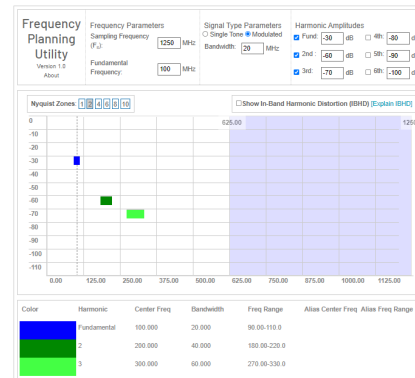 Frequency
Planning
Utility
Version 1.0
About
Frequency Parameters
Sampling Frequency
(Fs):
1250 MHz
Fundamental
Frequency:
100 MHz
Signal Type Parameters
Single Tone Modulated
Bandwidth: 20 MHz
Harmonic Amplitudes
Fund: -30 dB 4th: -80 d
2nd : -60 dB 5th: -90 d
3rd: -70 dB 6th: -100 d
Nyquist Zones: 1 2 4 6 8 10
Show In-Band Harmonic Distortion (IBHD) [Explain IBHD]
625.00 1250
0
-10
-20
-30
-40
-50
-60
-70
-80
-90
-100
-110
0.00 125.00 250.00 375.00 500.00 625.00 750.00 875.00 1000.00 1125.00
Color Harmonic Center Freq Bandwidth Freq Range Alias Center Freq Alias Freq Range
Fundamental 100.000 20.000 90.00-110.0
2 200.000 40.000 180.00-220.0
3 300.000 60.000 270.00-330.0